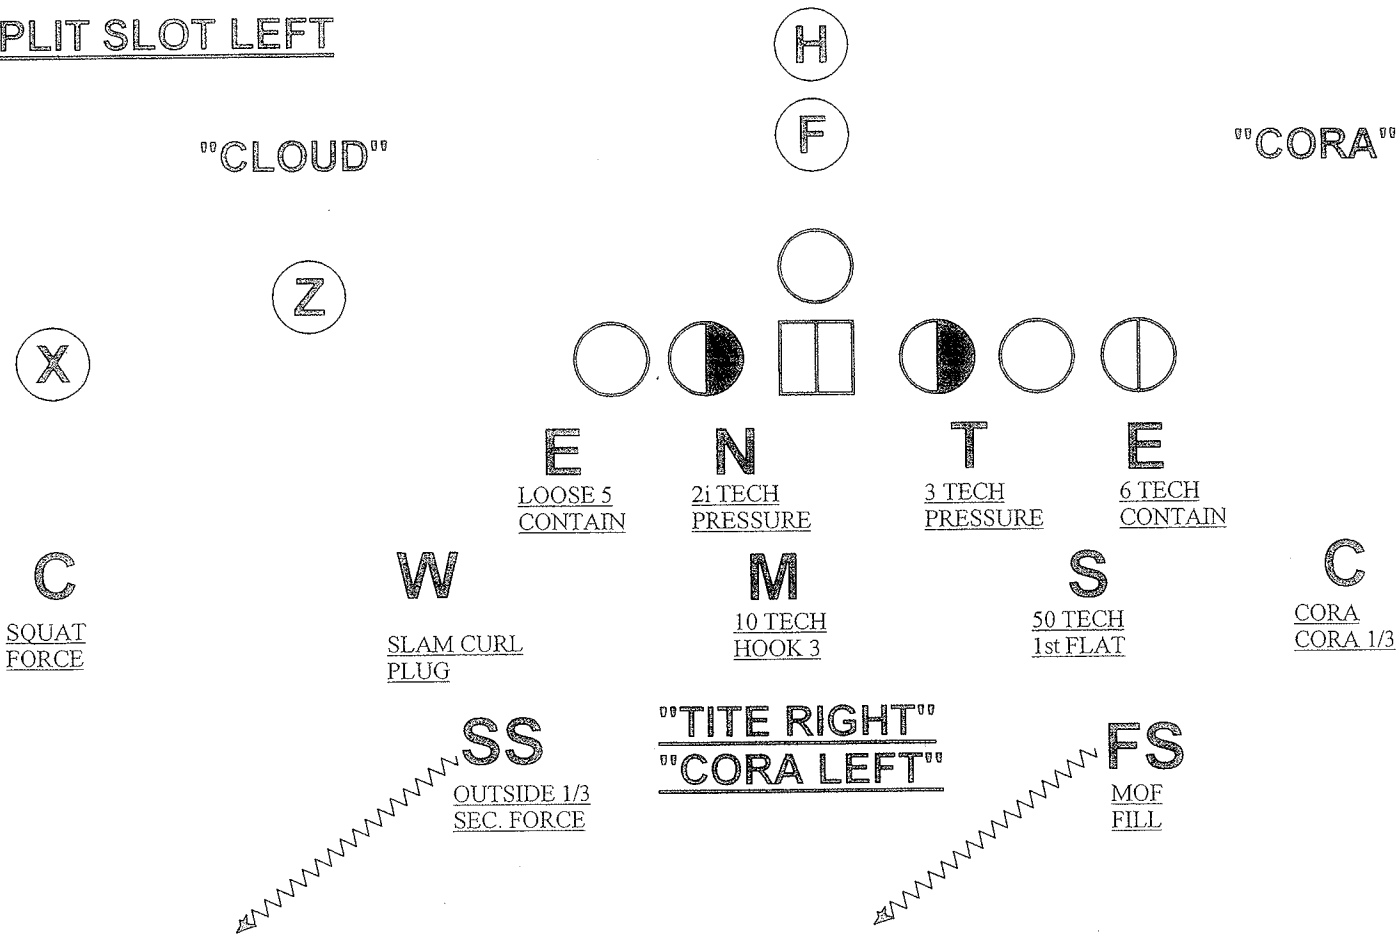 PLIT SLOT LEFT
H
F
"CLOUD"
"CORA"
Z
X
E
N
T
E
LOOSE 5
CONTAIN
2i TECH
PRESSURE
3 TECH
PRESSURE
6 TECH
CONTAIN
C
W
M
S
C
SQUAT
FORCE
SLAM CURL
PLUG
10 TECH
HOOK 3
50 TECH
1st FLAT
CORA
CORA 1/3
SS
"TITE RIGHT"
"CORA LEFT"
FS
OUTSIDE 1/3
SEC. FORCE
MOF
FILL